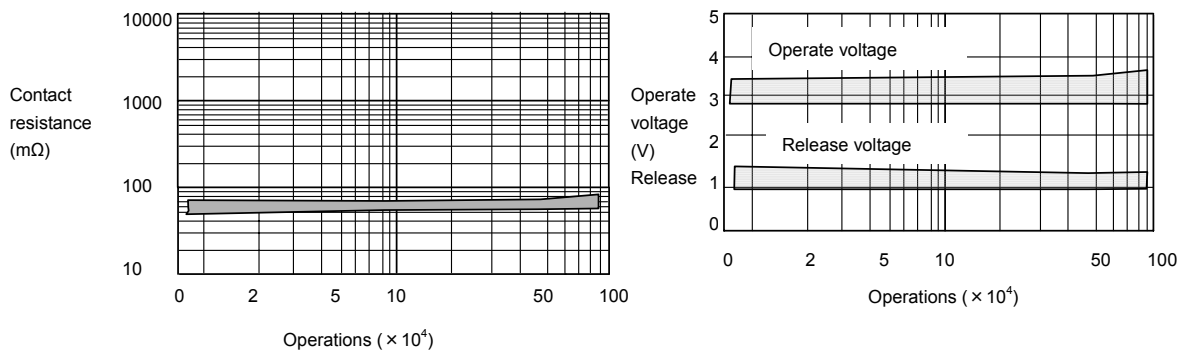 10000
1000
100
10
Contact
resistance
(mΩ)
0 2 5 10 50 100
Operations ( × 10⁴)
5
4
3
2
1
0
Operate
voltage
(V)
Release
Operate voltage
Release voltage
0 2 5 10 50 100
Operations ( × 10⁴)